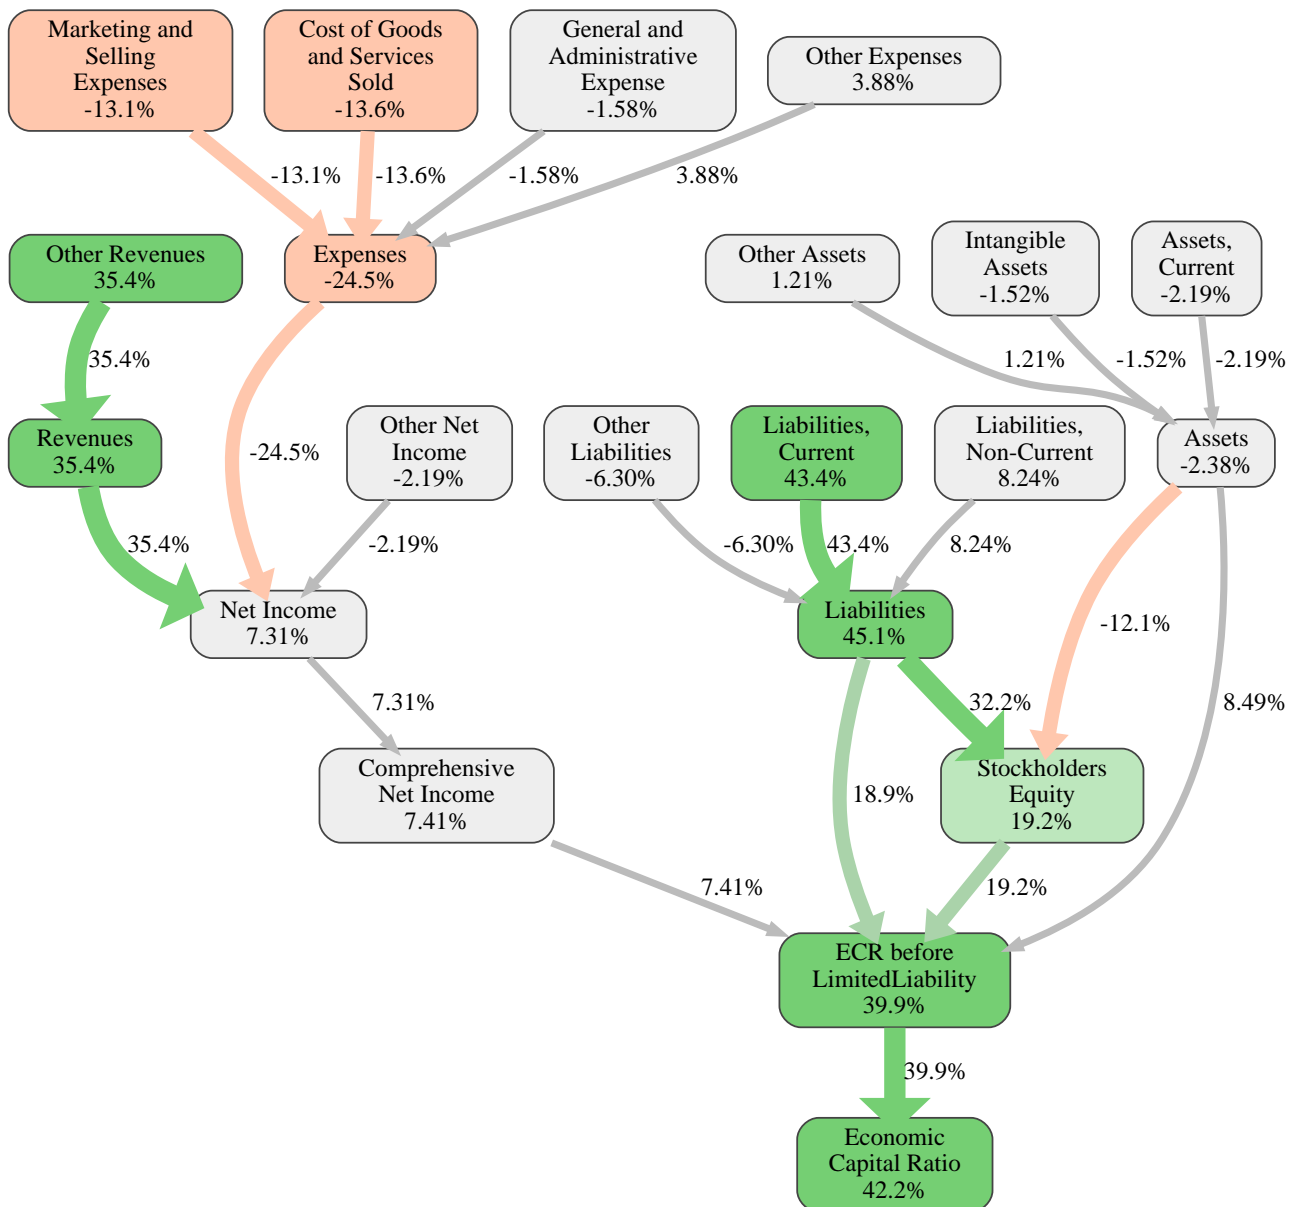 Marketing and
Selling
Expenses
-13.1%
Cost of Goods
and Services
Sold
-13.6%
General and
Administrative
Expense
-1.58%
Other Expenses
3.88%
-13.1%
-13.6%
-1.58%
3.88%
Other Revenues
35.4%
Expenses
-24.5%
Other Assets
1.21%
Intangible
Assets
-1.52%
Assets,
Current
-2.19%
35.4%
1.21%
-1.52%
-2.19%
Revenues
35.4%
-24.5%
Other Net
Income
-2.19%
Other
Liabilities
-6.30%
Liabilities,
Current
43.4%
Liabilities,
Non-Current
8.24%
Assets
-2.38%
35.4%
-2.19%
-6.30%
43.4%
8.24%
Net Income
7.31%
Liabilities
45.1%
-12.1%
7.31%
32.2%
8.49%
Comprehensive
Net Income
7.41%
18.9%
Stockholders
Equity
19.2%
7.41%
19.2%
ECR before
LimitedLiability
39.9%
39.9%
Economic
Capital Ratio
42.2%